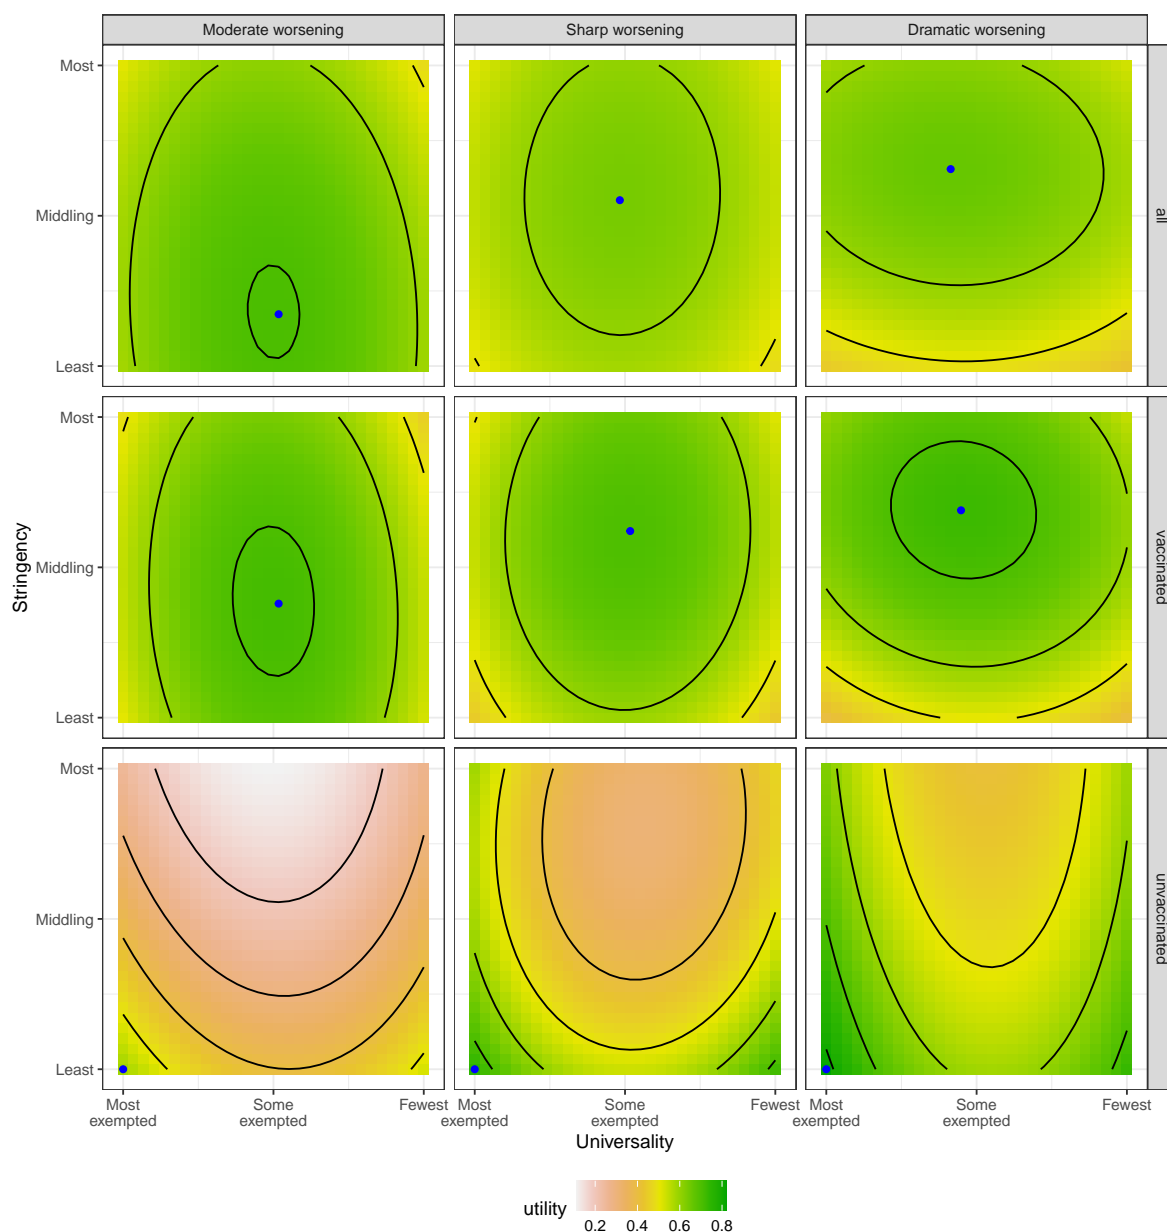 Moderate worsening
Sharp worsening
Dramatic worsening
Most
Middling
Least
all
Most
Middling
Least
vaccinated
Most
Middling
Least
unvaccinated
Stringency
Most
exempted
Some
exempted
Fewest
Most
exempted
Some
exempted
Fewest
Most
exempted
Some
exempted
Fewest
Universality
utility
0.2 0.4 0.6 0.8